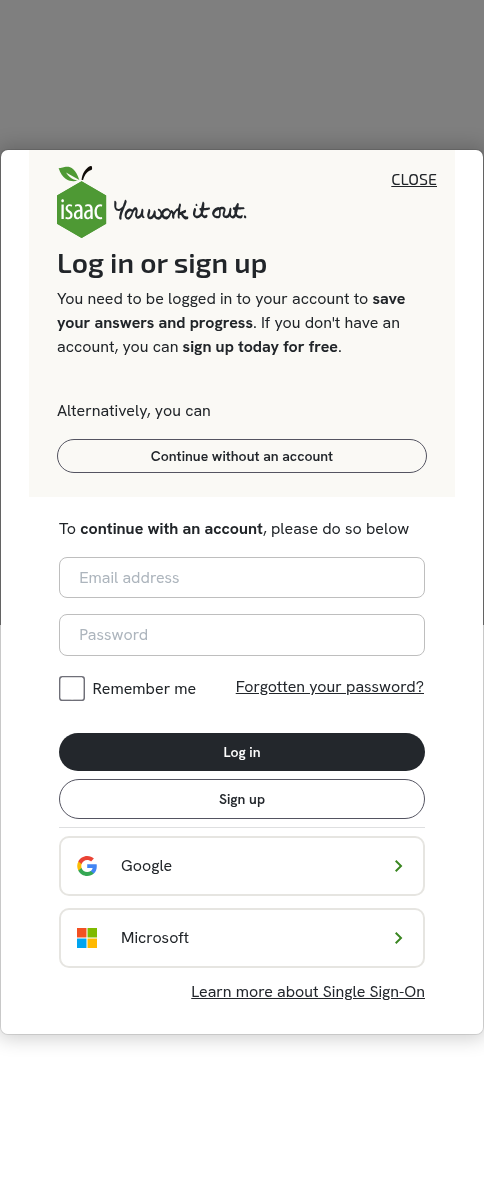 CLOSE
isaac You work it out.
Log in or sign up
You need to be logged in to your account to save
your answers and progress. If you don't have an
account, you can sign up today for free.
Alternatively, you can
Continue without an account
To continue with an account, please do so below
Email address
Password
Remember me Forgotten your password?
Log in
Sign up
Google
Microsoft
Learn more about Single Sign-On